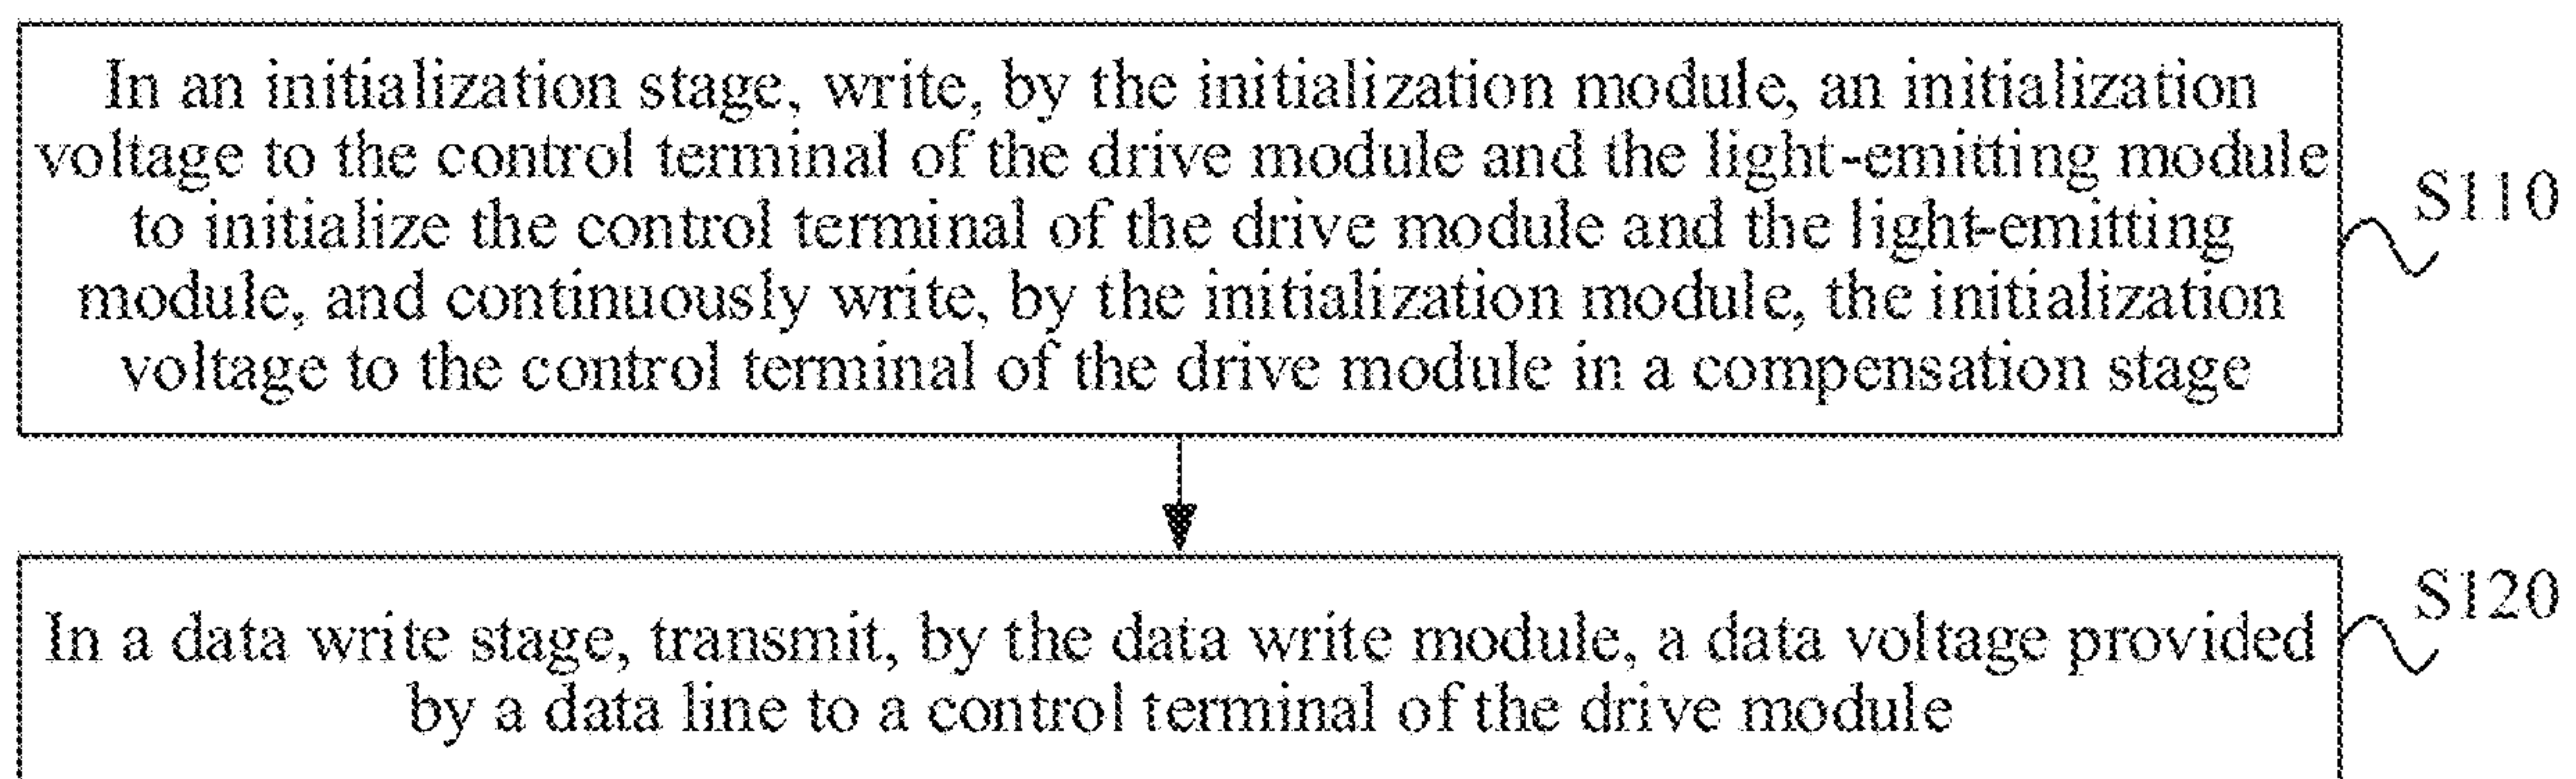 In an initialization stage, write, by the initialization module, an initialization
voltage to the control terminal of the drive module and the light-emitting module
to initialize the control terminal of the drive module and the light-emitting
module, and continuously write, by the initialization module, the initialization
voltage to the control terminal of the drive module in a compensation stage
S110
In a data write stage, transmit, by the data write module, a data voltage provided
by a data line to a control terminal of the drive module
S120